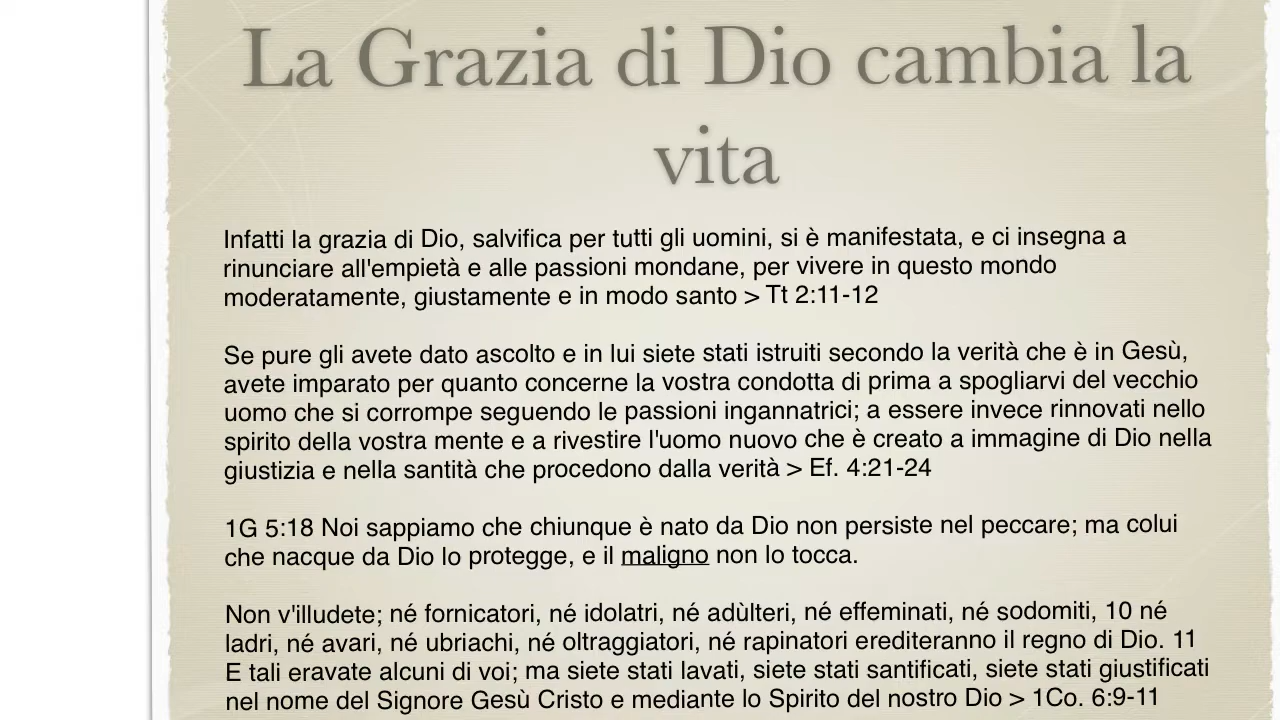 La Grazia di Dio cambia la
vita
Infatti la grazia di Dio, salvifica per tutti gli uomini, si è manifestata, e ci insegna a
rinunciare all'empietà e alle passioni mondane, per vivere in questo mondo
moderatamente, giustamente e in modo santo > Tt 2:11-12
Se pure gli avete dato ascolto e in lui siete stati istruiti secondo la verità che è in Gesù,
avete imparato per quanto concerne la vostra condotta di prima a spogliarvi del vecchio
uomo che si corrompe seguendo le passioni ingannatrici; a essere invece rinnovati nello
spirito della vostra mente e a rivestire l'uomo nuovo che è creato a immagine di Dio nella
giustizia e nella santità che procedono dalla verità > Ef. 4:21-24
1G 5:18 Noi sappiamo che chiunque è nato da Dio non persiste nel peccare; ma colui
che nacque da Dio lo protegge, e il maligno non lo tocca.
Non v'illudete; né fornicatori, né idolatri, né adùlteri, né effeminati, né sodomiti, 10 né
ladri, né avari, né ubriachi, né oltraggiatori, né rapinatori erediteranno il regno di Dio. 11
E tali eravate alcuni di voi; ma siete stati lavati, siete stati santificati, siete stati giustificati
nel nome del Signore Gesù Cristo e mediante lo Spirito del nostro Dio > 1Co. 6:9-11